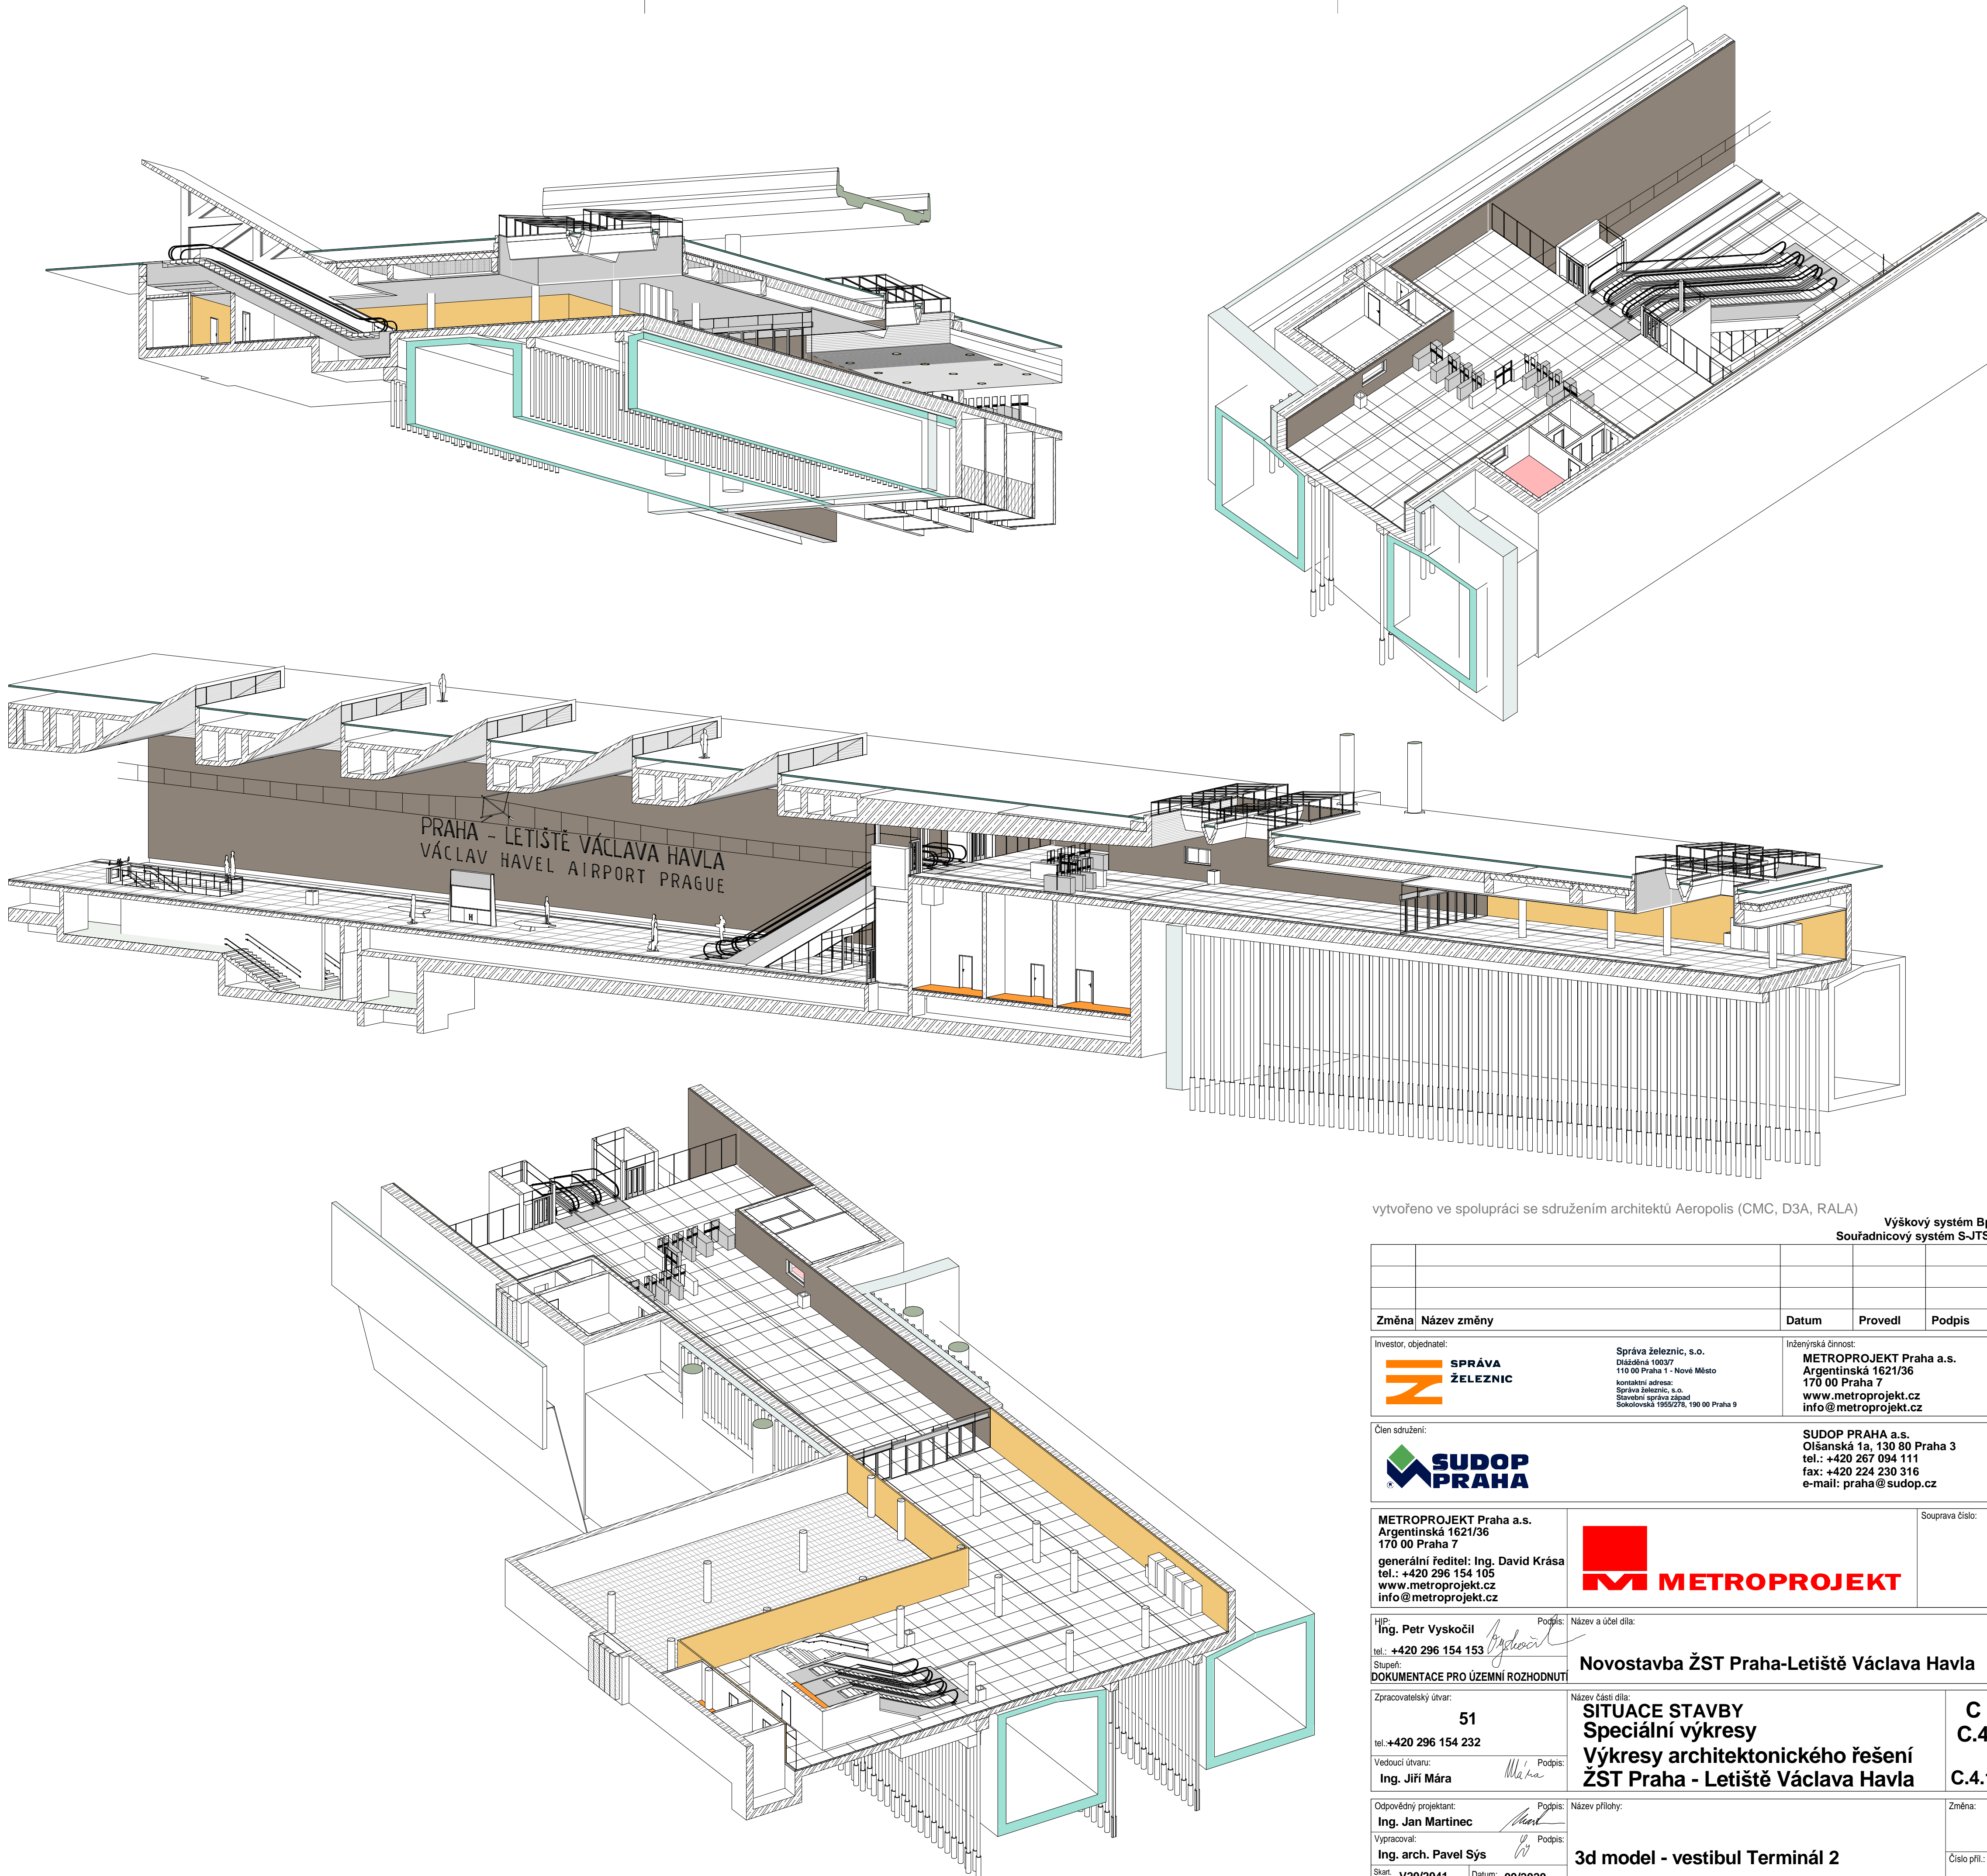 PRAHA - LETIŠTĚ VÁCLAVA HAVLA
VÁCLAV HAVEL AIRPORT PRAGUE
H
vytvořeno ve spolupráci se sdružením architektů Aeropolis (CMC, D3A, RALA)
Výškový systém
Souřadnicový systém
Změna Název změny Datum Provedl Podpis
Investor, objednatel:
SPRÁVA
ŽELEZNIC
Správa železnic, s.o.
Dlážděná 1003/7
110 00 Praha 1 - Nové Město
kontaktní adresa:
Správa železnic, s.o.
Stavební správa západ
Sokolovská 1955/278, 190 00 Praha 9
Inženýrská činnost:
METROPROJEKT Praha a.s.
Argentinská 1621/36
170 00 Praha 7
www.metroprojekt.cz
info@metroprojekt.cz
Člen sdružení:
SUDOP
PRAHA
SUDOP PRAHA a.s.
Olšanská 1a, 130 80 Praha 3
tel.: +420 267 094 111
fax: +420 224 230 316
e-mail: praha@sudop.cz
METROPROJEKT Praha a.s.
Argentinská 1621/36
170 00 Praha 7
generální ředitel: Ing. David Krása
tel.: +420 296 154 105
www.metroprojekt.cz
info@metroprojekt.cz
METROPROJEKT
Souprava číslo:
HIP: Podpis:
Ing. Petr Vyskočil
tel.: +420 296 154 153
Stupeň:
DOKUMENTACE PRO ÚZEMNÍ ROZHODNUTÍ
Název a účel díla:
Novostavba ŽST Praha-Letiště Václava Havla
Zpracovatelský útvar:
51
tel.:+420 296 154 232
Vedoucí útvaru: Podpis:
Ing. Jiří Mára
Název části díla:
SITUACE STAVBY
Speciální výkresy
Výkresy architektonického řešení
ŽST Praha - Letiště Václava Havla
C
C.4
C.4.
Odpovědný projektant: Podpis:
Ing. Jan Martinec
Vypracoval: Podpis:
Ing. arch. Pavel Sýs
Skart. Datum:
Název přílohy:
3d model - vestibul Terminál 2
Změna:
Číslo příl.: